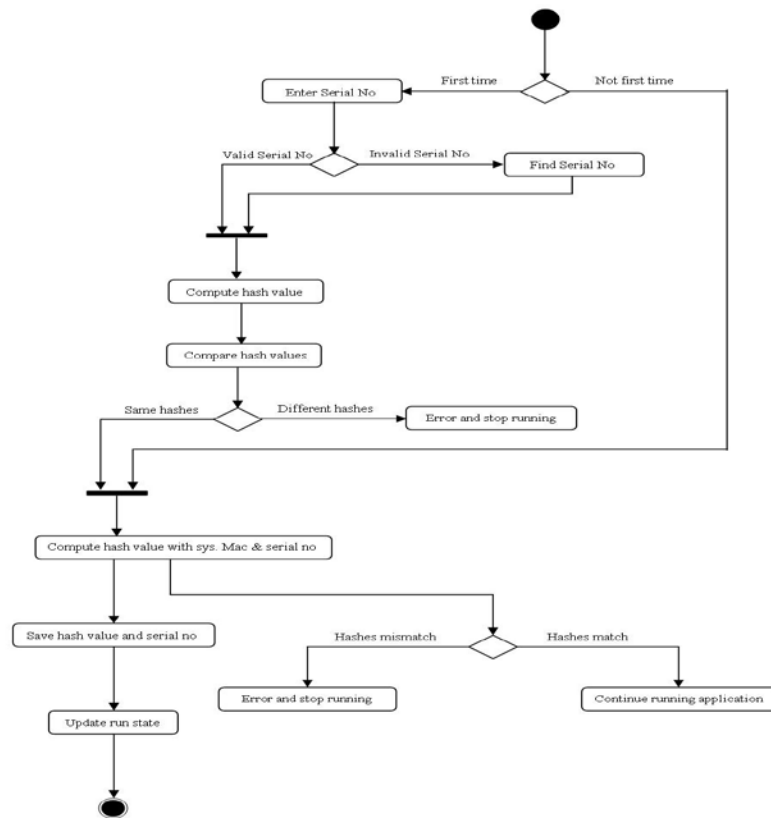 First time
Not first time
Enter Serial No
Valid Serial No
Invalid Serial No
Find Serial No
Compute hash value
Compare hash values
Same hashes
Different hashes
Error and stop running
Compute hash value with sys. Mac & serial no
Save hash value and serial no
Hashes mismatch
Hashes match
Error and stop running
Continue running application
Update run state